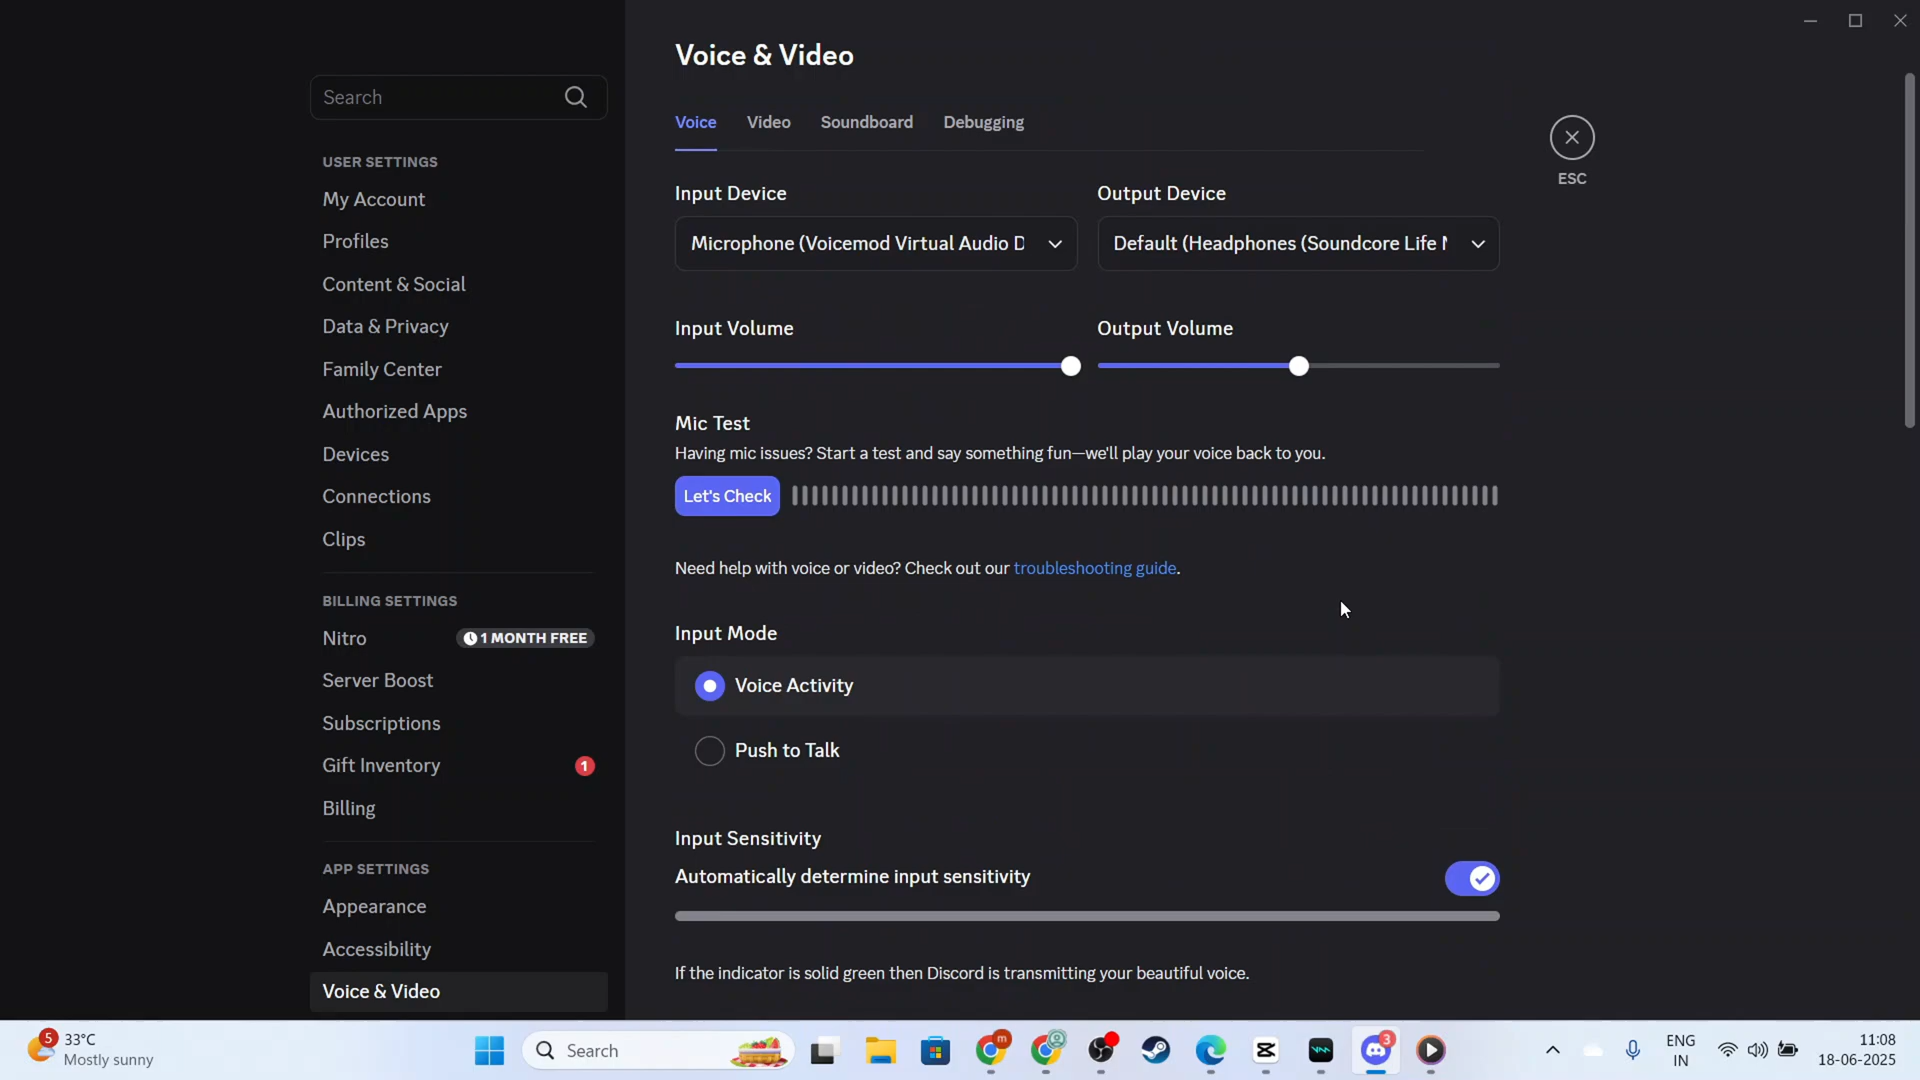 Search
USER SETTINGS
My Account
Profiles
Content & Social
Data & Privacy
Family Center
Authorized Apps
Devices
Connections
Clips
BILLING SETTINGS
Nitro
1 MONTH FREE
Server Boost
Subscriptions
Gift Inventory
1
Billing
APP SETTINGS
Appearance
Accessibility
Voice & Video
Voice & Video
Voice Video Soundboard Debugging
ESC
Input Device
Microphone (Voicemod Virtual Audio D
Output Device
Default (Headphones (Soundcore Life N
Input Volume
Output Volume
Mic Test
Having mic issues? Start a test and say something fun—we'll play your voice back to you.
Let's Check
Need help with voice or video? Check out our troubleshooting guide.
Input Mode
Voice Activity
Push to Talk
Input Sensitivity
Automatically determine input sensitivity
If the indicator is solid green then Discord is transmitting your beautiful voice.
5
33°C
Mostly sunny
Search
m
3
ENG
IN
11:08
18-06-2025